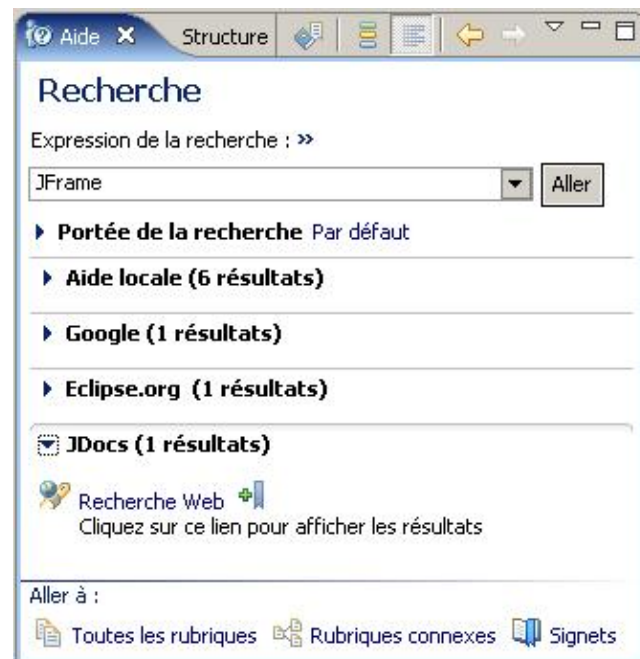 Aide Structure
Recherche
Expression de la recherche : »
JFrame Aller
Portée de la recherche Par défaut
Aide locale (6 résultats)
Google (1 résultats)
Eclipse.org (1 résultats)
JDocs (1 résultats)
Recherche Web
Cliquez sur ce lien pour afficher les résultats
Aller à :
Toutes les rubriques Rubriques connexes Signets